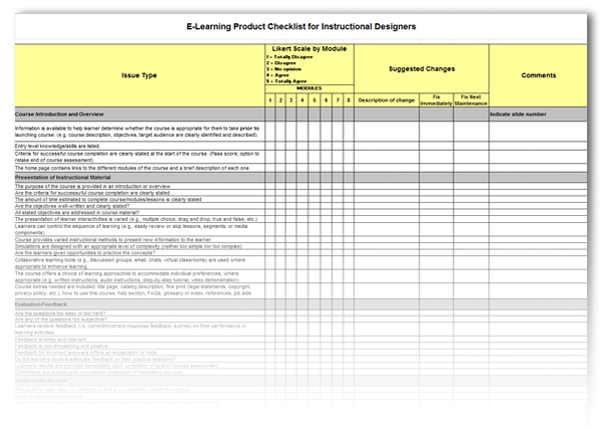 E-Learning Product Checklist for Instructional Designers
Issue Type
Likert Scale by Module
1 = Totally Disagree
2 = Disagree
3 = No opinion
4 = Agree
5 = Totally Agree
MODULES
1 2 3 4 5 6 7 8
Suggested Changes
Description of change
Fix Immediately
Fix Next Maintenance
Comments
Course Introduction and Overview
Indicate slide number
Information is available to help learner determine whether the course is appropriate for them to take prior to
launching course. (e.g. course description, objectives, target audience are clearly identified and described).
Entry level knowledge/skills are listed.
Criteria for successful course completion are clearly stated at the start of the course. (Pass score; option to
retake end of course assessment)
The home page contains links to the different modules of the course and a brief description of each one.
Presentation of Instructional Material
The purpose of the course is provided in an introduction or overview
Are the criteria for successful course completion are clearly stated
The amount of time estimated to complete course/modules/lessons is clearly stated
Are the objectives well-written and clearly stated?
All stated objectives are addressed in course material?
The presentation of learner interactivities is varied (e.g., multiple choice, drag and drop, true and false, etc.)
Learners can control the sequence of learning (e.g., easily review or skip lessons, segments, or media
components).
Course provides varied instructional methods to present new information to the learner.
Simulations are designed with an appropriate level of complexity (neither too simple nor too complex).
Are the learners given opportunities to practice the concepts?
Collaborative learning tools (e.g., discussion groups, email, chats, virtual classrooms) are used where
appropriate to enhance learning.
The course offers a choice of learning approaches to accommodate individual preferences, where
appropriate (e.g. written instructions, audio-instructions, step-by-step tutorial, video demonstration).
Course extras needed are included: title page, catalog description, fine print (legal statements, copyright,
privacy policy, etc.), how to use this course, help section, FAQs, glossary or index, references, job aids
Evaluation/Feedback
Are the questions too easy or too hard?
Are any of the questions too subjective?
Learners receive feedback (i.e. correct/incorrect response feedback, scores) on their performance in
learning activities.
Feedback is timely and relevant.
Feedback is non-threatening and positive.
Feedback for incorrect answers offers an explanation or hints.
Do the learners receive adequate feedback on their practice sessions?
Learners results are provided immediately upon completion of end-of-course assessment.
Certificates are issued upon successful completion of mandatory courses.
Audio/Video Review